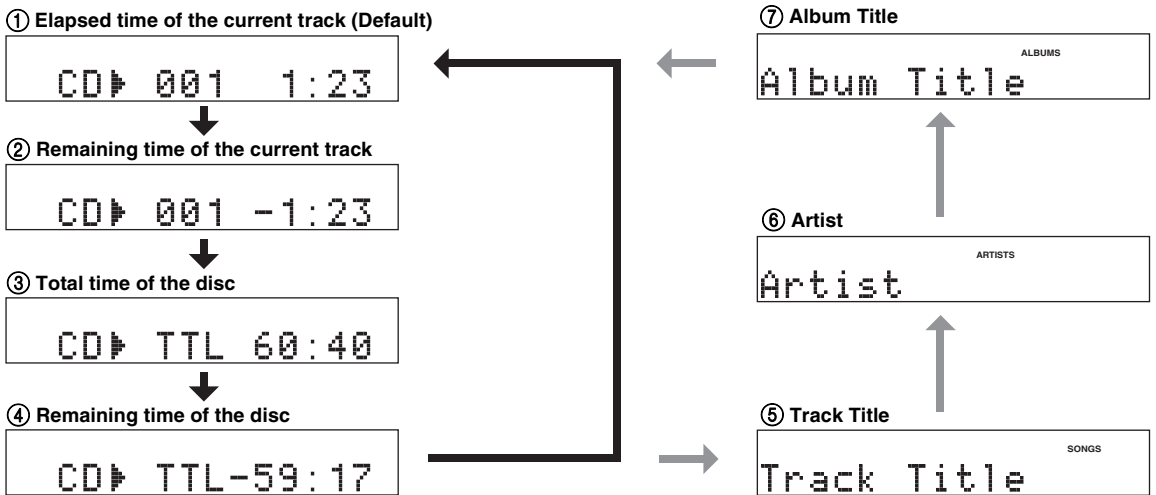 ① Elapsed time of the current track (Default)
CD▶ 001 1:23
② Remaining time of the current track
CD▶ 001 -1:23
③ Total time of the disc
CD▶ TTL 60:40
④ Remaining time of the disc
CD▶ TTL-59:17
⑦ Album Title
ALBUMS
Album Title
⑥ Artist
ARTISTS
Artist
⑤ Track Title
SONGS
Track Title